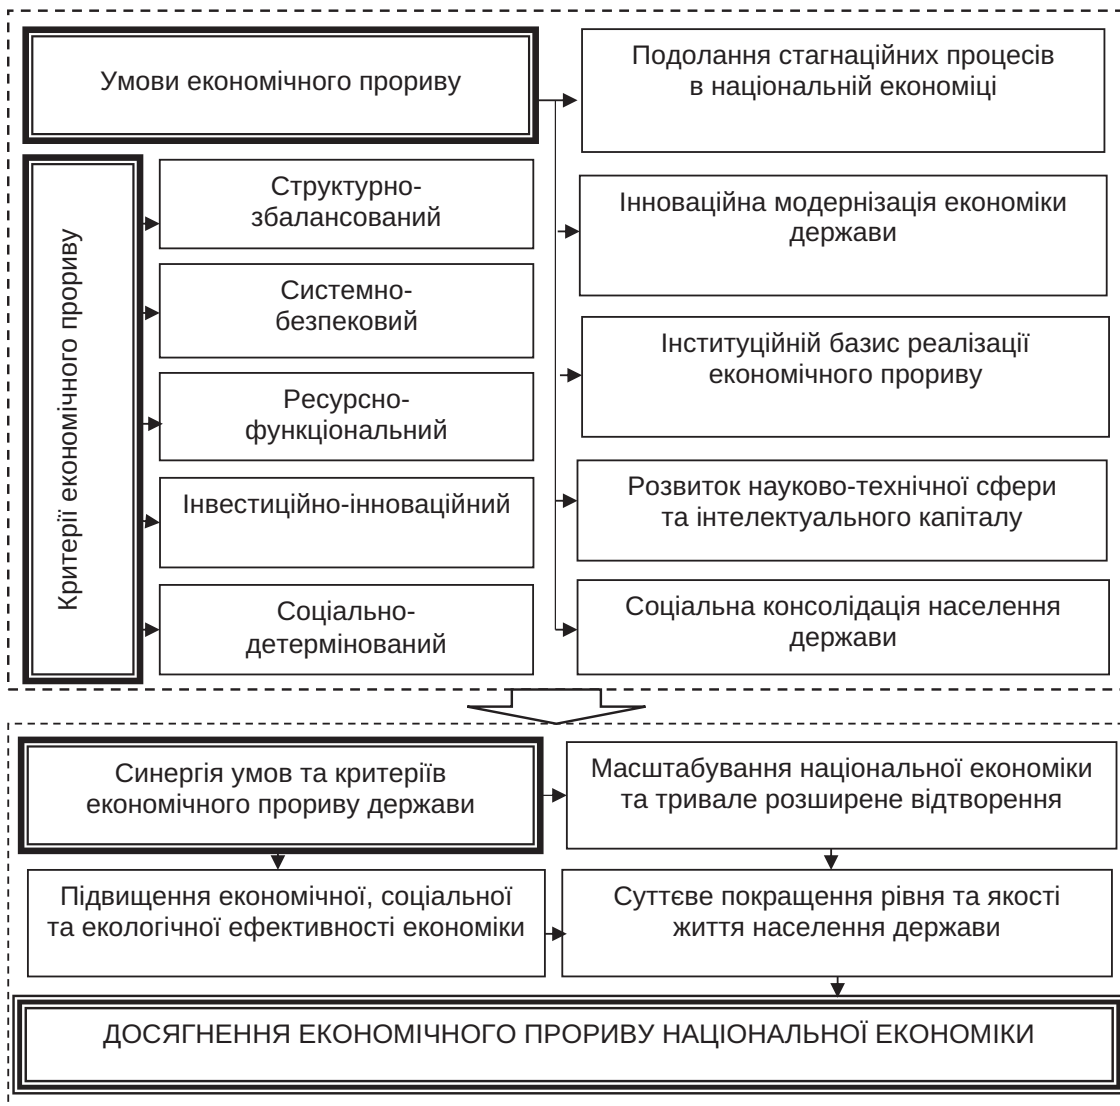 Умови економічного прориву
Подолання стагнаційних процесів
в національній економіці
Критерії економічного прориву
Структурно-
збалансований
Системно-
безпековий
Ресурсно-
функціональний
Інвестиційно-інноваційний
Соціально-
детермінований
Інноваційна модернізація економіки
держави
Інституційній базис реалізації
економічного прориву
Розвиток науково-технічної сфери
та інтелектуального капіталу
Соціальна консолідація населення
держави
Синергія умов та критеріїв
економічного прориву держави
Масштабування національної економіки
та тривале розширене відтворення
Підвищення економічної, соціальної
та екологічної ефективності економіки
Суттєве покращення рівня та якості
життя населення держави
ДОСЯГНЕННЯ ЕКОНОМІЧНОГО ПРОРИВУ НАЦІОНАЛЬНОЇ ЕКОНОМІКИ